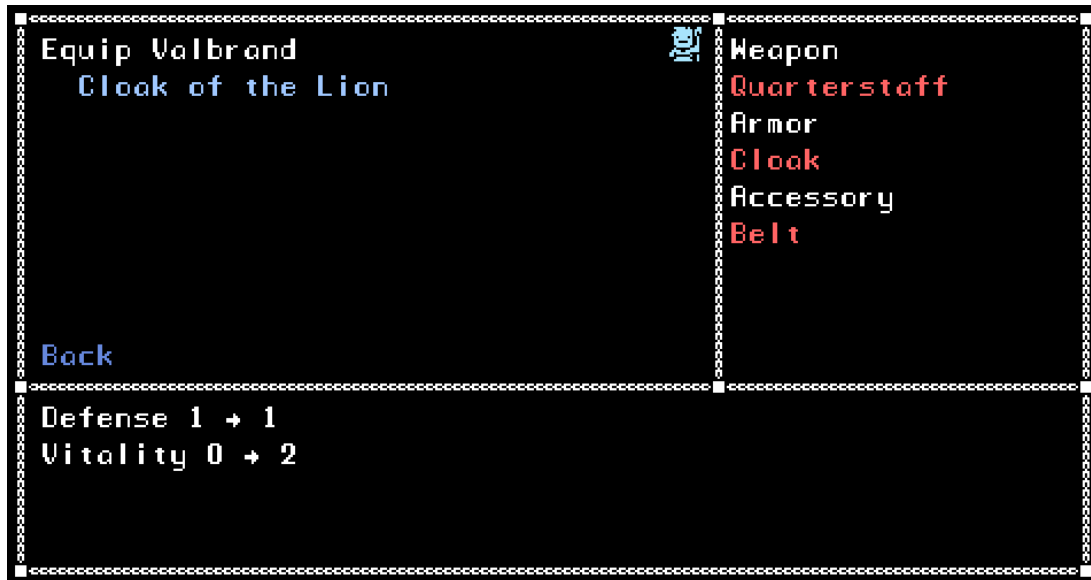 Equip Valbrand
Cloak of the Lion
Back
Weapon
Quarterstaff
Armor
Cloak
Accessory
Belt
Defense 1 → 1
Vitality 0 → 2